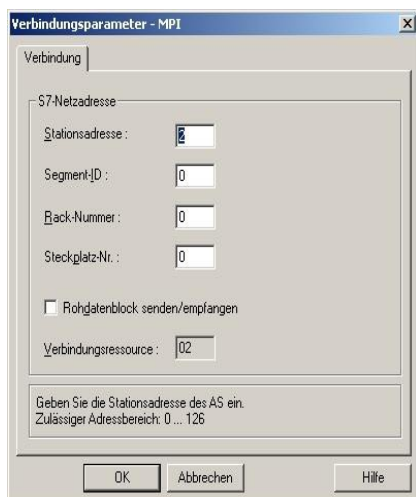 Verbindungsparameter - MPI
Verbindung
S7-Netzadresse
Stationsadresse : 2
Segment-ID : 0
Rack-Nummer : 0
Steckplatz-Nr. : 0
Rohdatenblock senden/empfangen
Verbindungsressource : 02
Geben Sie die Stationsadresse des AS ein.
Zulässiger Adressbereich: 0 ... 126
OK Abbrechen Hilfe